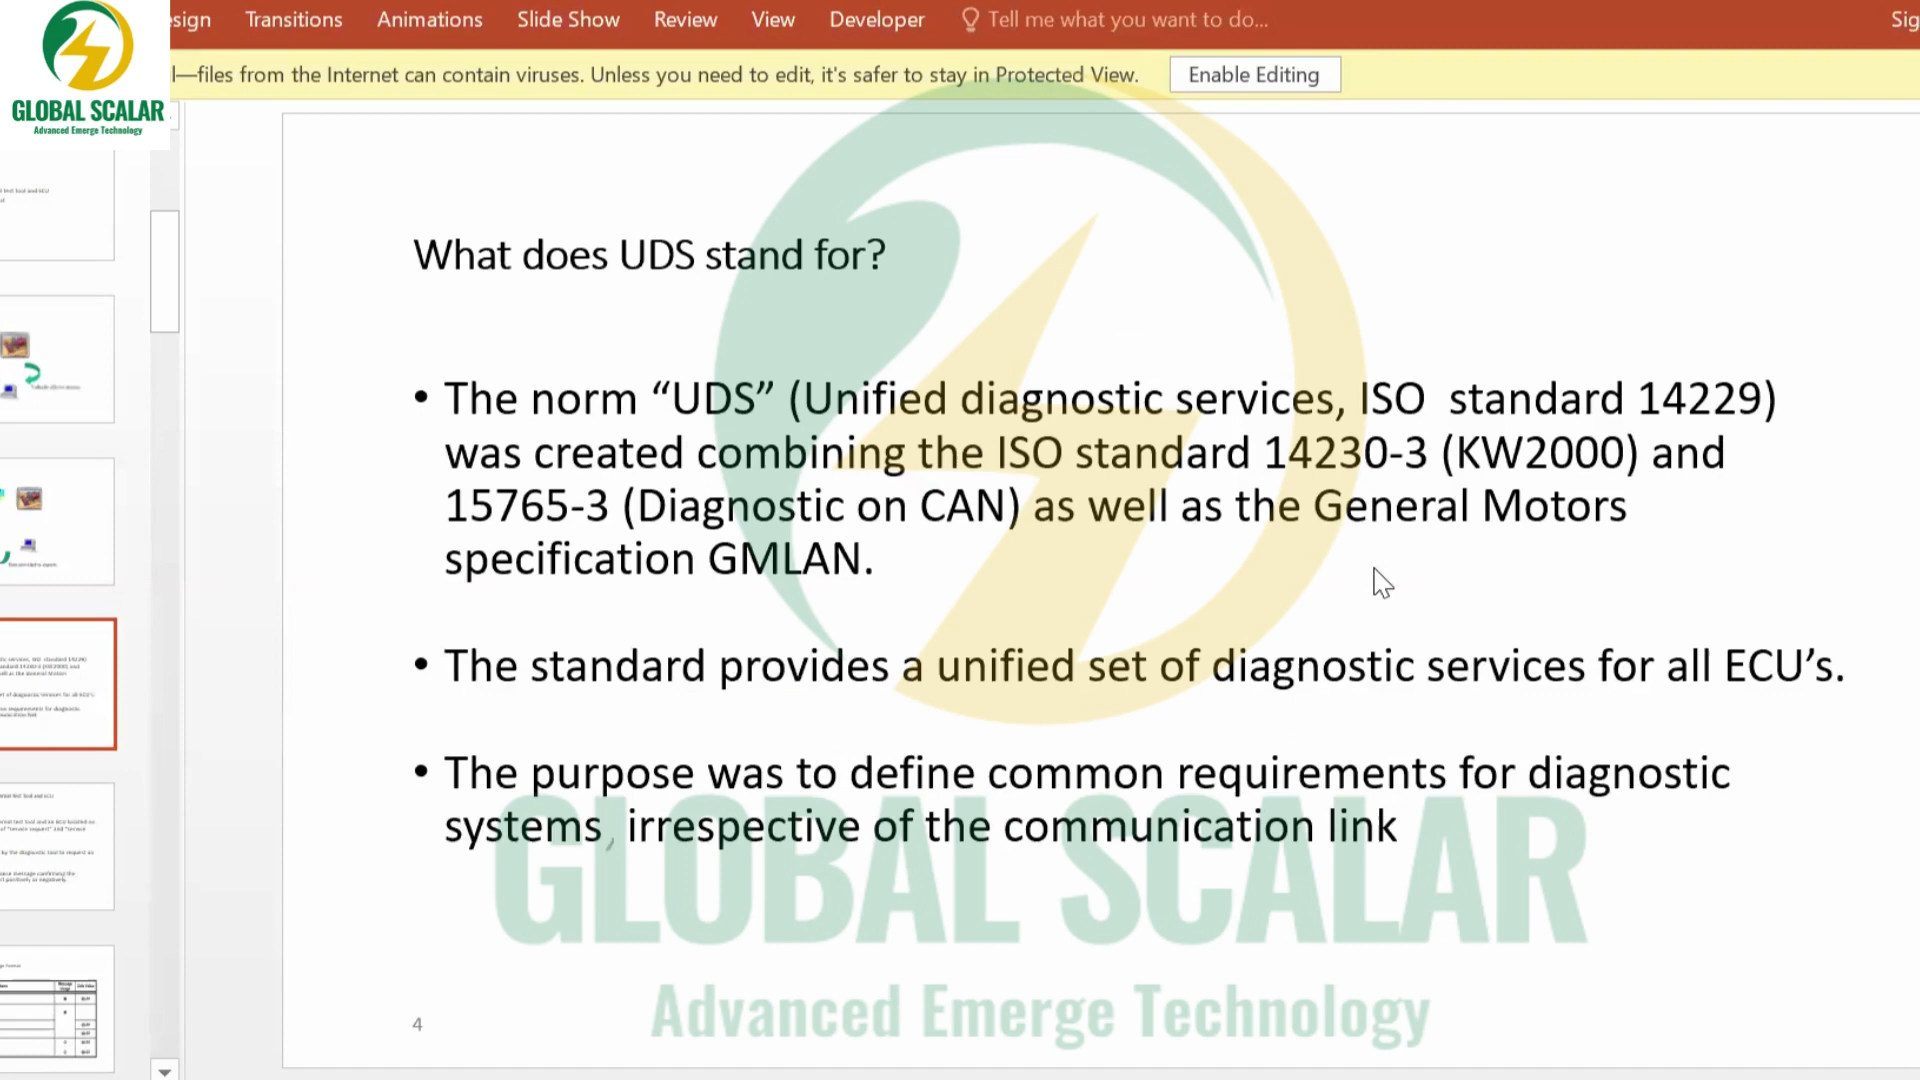 esign Transitions Animations Slide Show Review View Developer Tell me what you want to do... Sig
GLOBAL SCALAR
Advanced Emerge Technology
l—files from the Internet can contain viruses. Unless you need to edit, it's safer to stay in Protected View. Enable Editing
What does UDS stand for?
• The norm “UDS” (Unified diagnostic services, ISO  standard 14229)
was created combining the ISO standard 14230-3 (KW2000) and
15765-3 (Diagnostic on CAN) as well as the General Motors
specification GMLAN.
• The standard provides a unified set of diagnostic services for all ECU’s.
• The purpose was to define common requirements for diagnostic
systems, irrespective of the communication link
GLOBAL SCALAR
Advanced Emerge Technology
4